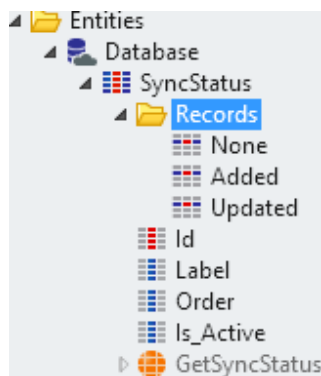 Entities
Database
SyncStatus
Records
None
Added
Updated
Id
Label
Order
Is_Active
GetSyncStatus